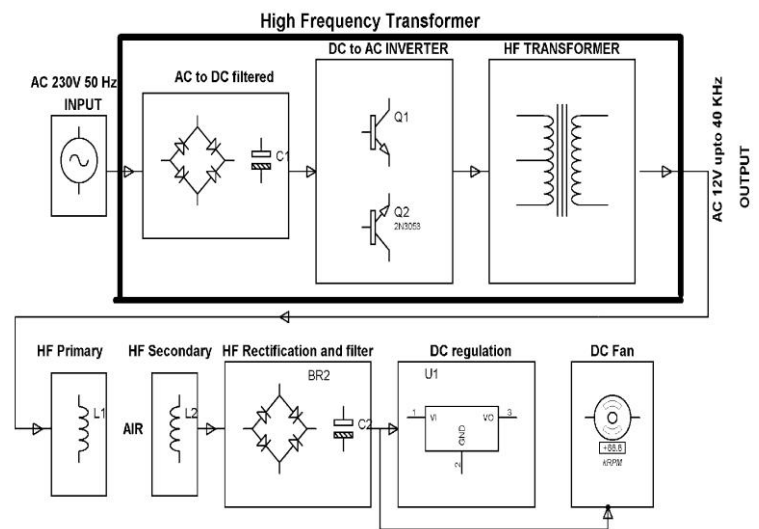 High Frequency Transformer
DC to AC INVERTER
HF TRANSFORMER
AC 230V 50 Hz
INPUT
AC to DC filtered
C1
Q1
Q2
2N3053
AC 12V upto 40 KHz
OUTPUT
HF Primary
HF Secondary
HF Rectification and filter
DC regulation
DC Fan
L1
AIR
L2
BR2
C2
U1
1
VI
VO
3
GND
2
+88.8
kRPM